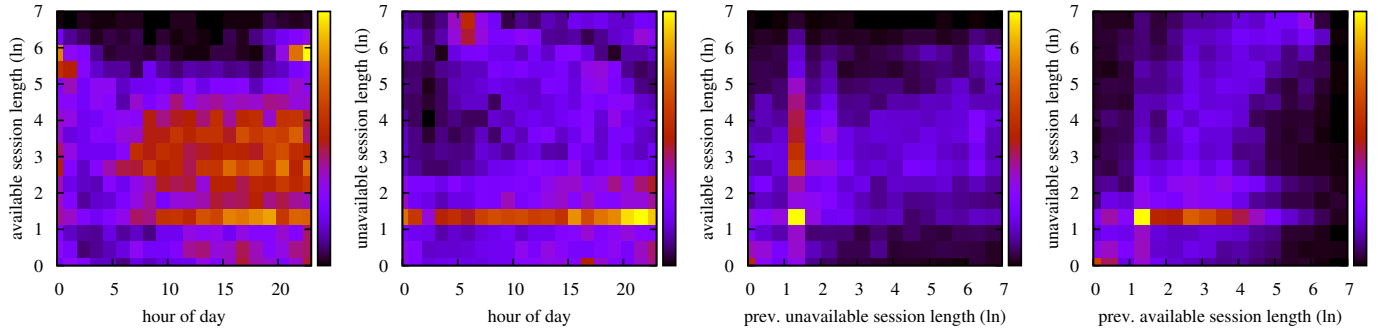 7
6
5
4
3
2
1
0
available session length (ln)
0 5 10 15 20
hour of day
7
6
5
4
3
2
1
0
unavailable session length (ln)
0 5 10 15 20
hour of day
7
6
5
4
3
2
1
0
available session length (ln)
0 1 2 3 4 5 6 7
prev. unavailable session length (ln)
7
6
5
4
3
2
1
0
unavailable session length (ln)
0 1 2 3 4 5 6 7
prev. available session length (ln)